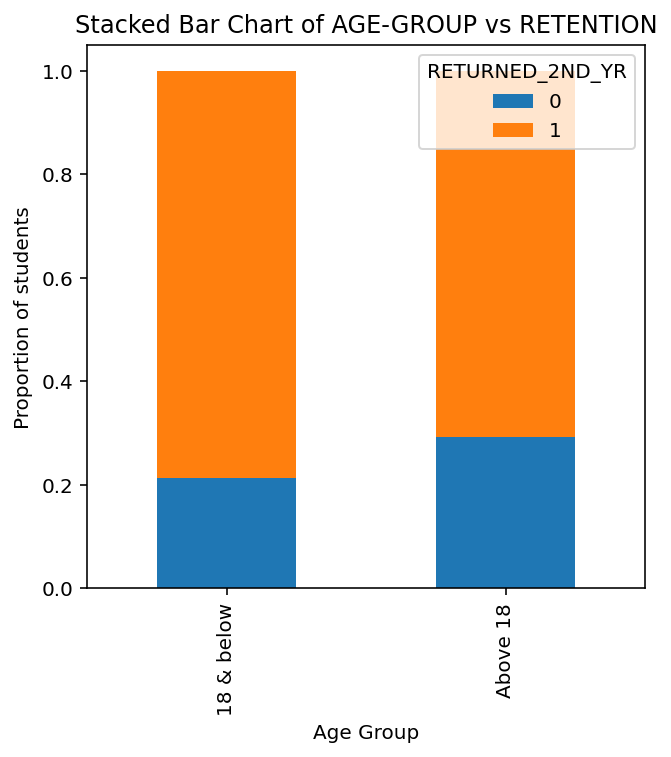 Stacked Bar Chart of AGE-GROUP vs RETENTION
RETURNED_2ND_YR
0
1
1.0
0.8
0.6
0.4
0.2
0.0
Proportion of students
18 & below
Above 18
Age Group